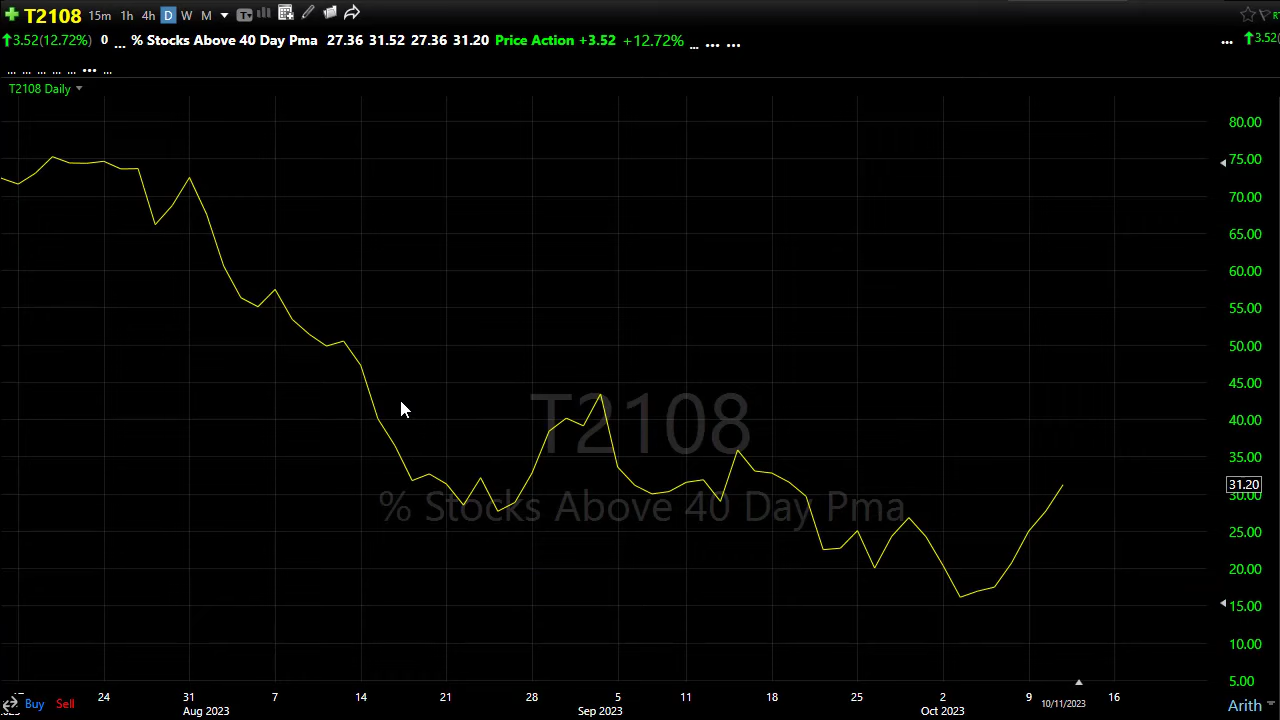 T2108 15m 1h 4h D W M
3.52(12.72%) 0 ... % Stocks Above 40 Day Pma 27.36 31.52 27.36 31.20 Price Action +3.52 +12.72% ... ... ... ... 3.52(
... ... ... ... ... ... ...
T2108 Daily
80.00
75.00
70.00
65.00
60.00
55.00
50.00
45.00
40.00
35.00
31.20
30.00
25.00
20.00
15.00
10.00
5.00
T2108
% Stocks Above 40 Day Pma
24 31 7 14 21 28 5 11 18 25 2 9 16
Buy Sell Aug 2023 Sep 2023 Oct 2023 10/11/2023 Arith